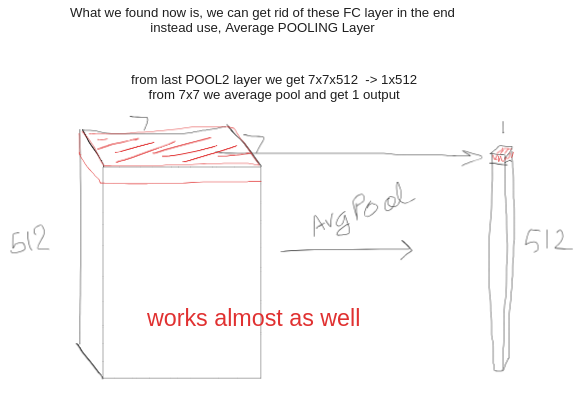 What we found now is, we can get rid of these FC layer in the end
instead use, Average POOLING Layer
from last POOL2 layer we get 7x7x512 -> 1x512
from 7x7 we average pool and get 1 output
7
7
1
512
AvgPool
512
works almost as well